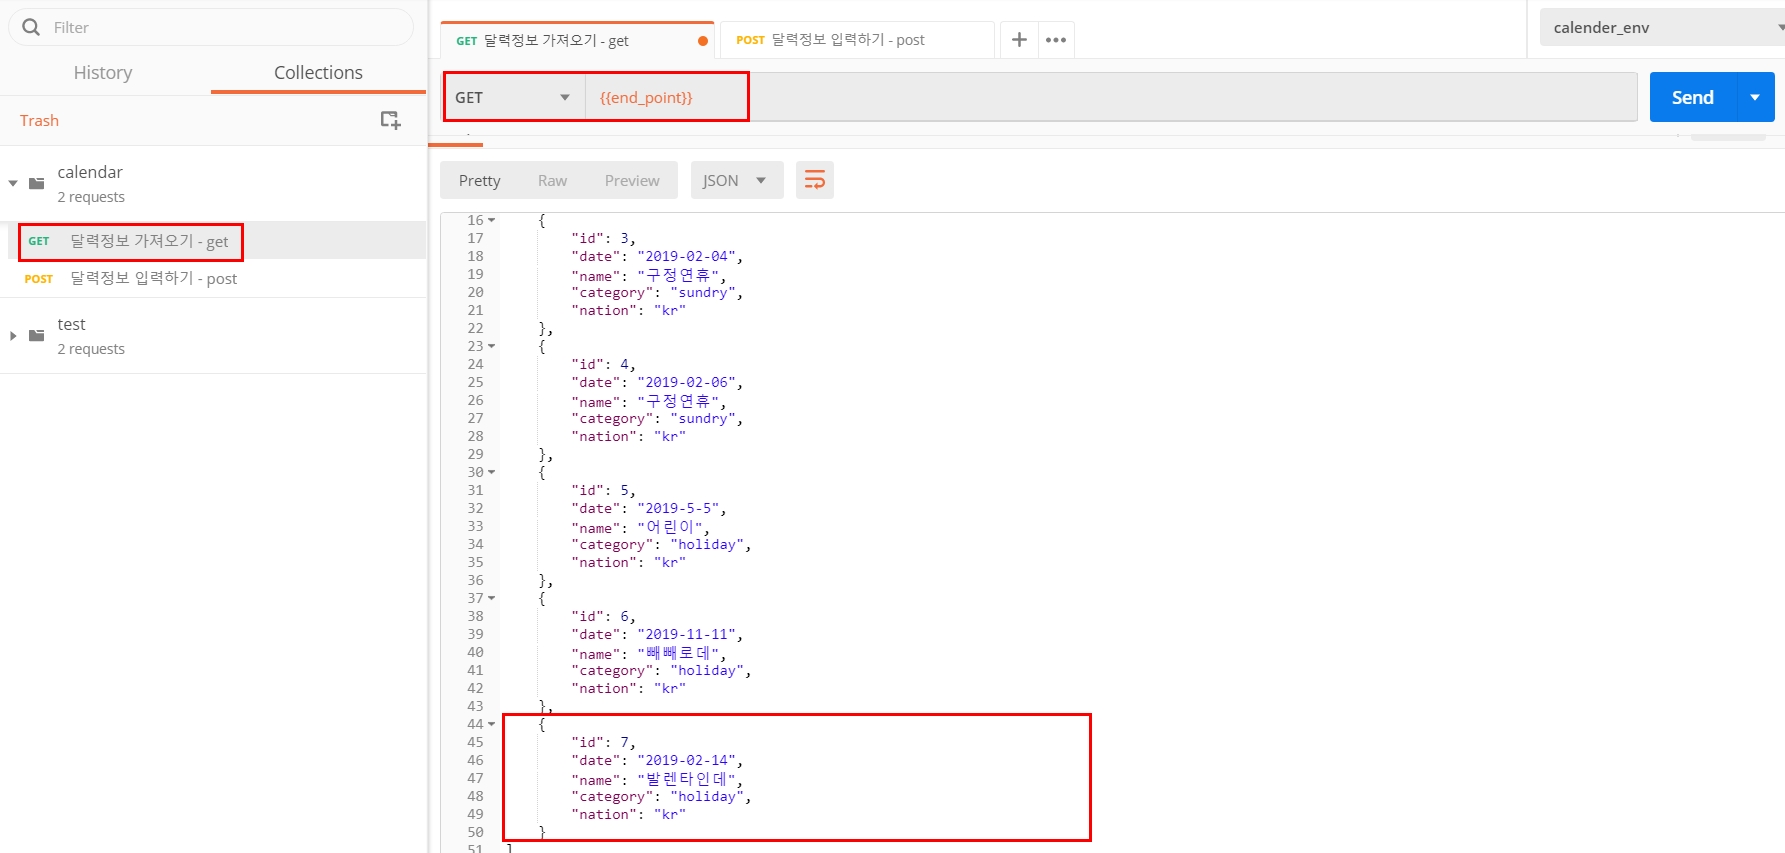 Filter
History Collections
Trash
calendar
2 requests
GET 달력정보 가져오기 - get
POST 달력정보 입력하기 - post
test
2 requests
GET 달력정보 가져오기 - get
POST 달력정보 입력하기 - post
calender_env
GET {{end_point}} Send
Pretty Raw Preview JSON
16 {
17 "id": 3,
18 "date": "2019-02-04",
19 "name": "구정연휴",
20 "category": "sundry",
21 "nation": "kr"
22 },
23 {
24 "id": 4,
25 "date": "2019-02-06",
26 "name": "구정연휴",
27 "category": "sundry",
28 "nation": "kr"
29 },
30 {
31 "id": 5,
32 "date": "2019-5-5",
33 "name": "어린이",
34 "category": "holiday",
35 "nation": "kr"
36 },
37 {
38 "id": 6,
39 "date": "2019-11-11",
40 "name": "빼빼로데",
41 "category": "holiday",
42 "nation": "kr"
43 },
44 {
45 "id": 7,
46 "date": "2019-02-14",
47 "name": "발렌타인데",
48 "category": "holiday",
49 "nation": "kr"
50 }
51 ]